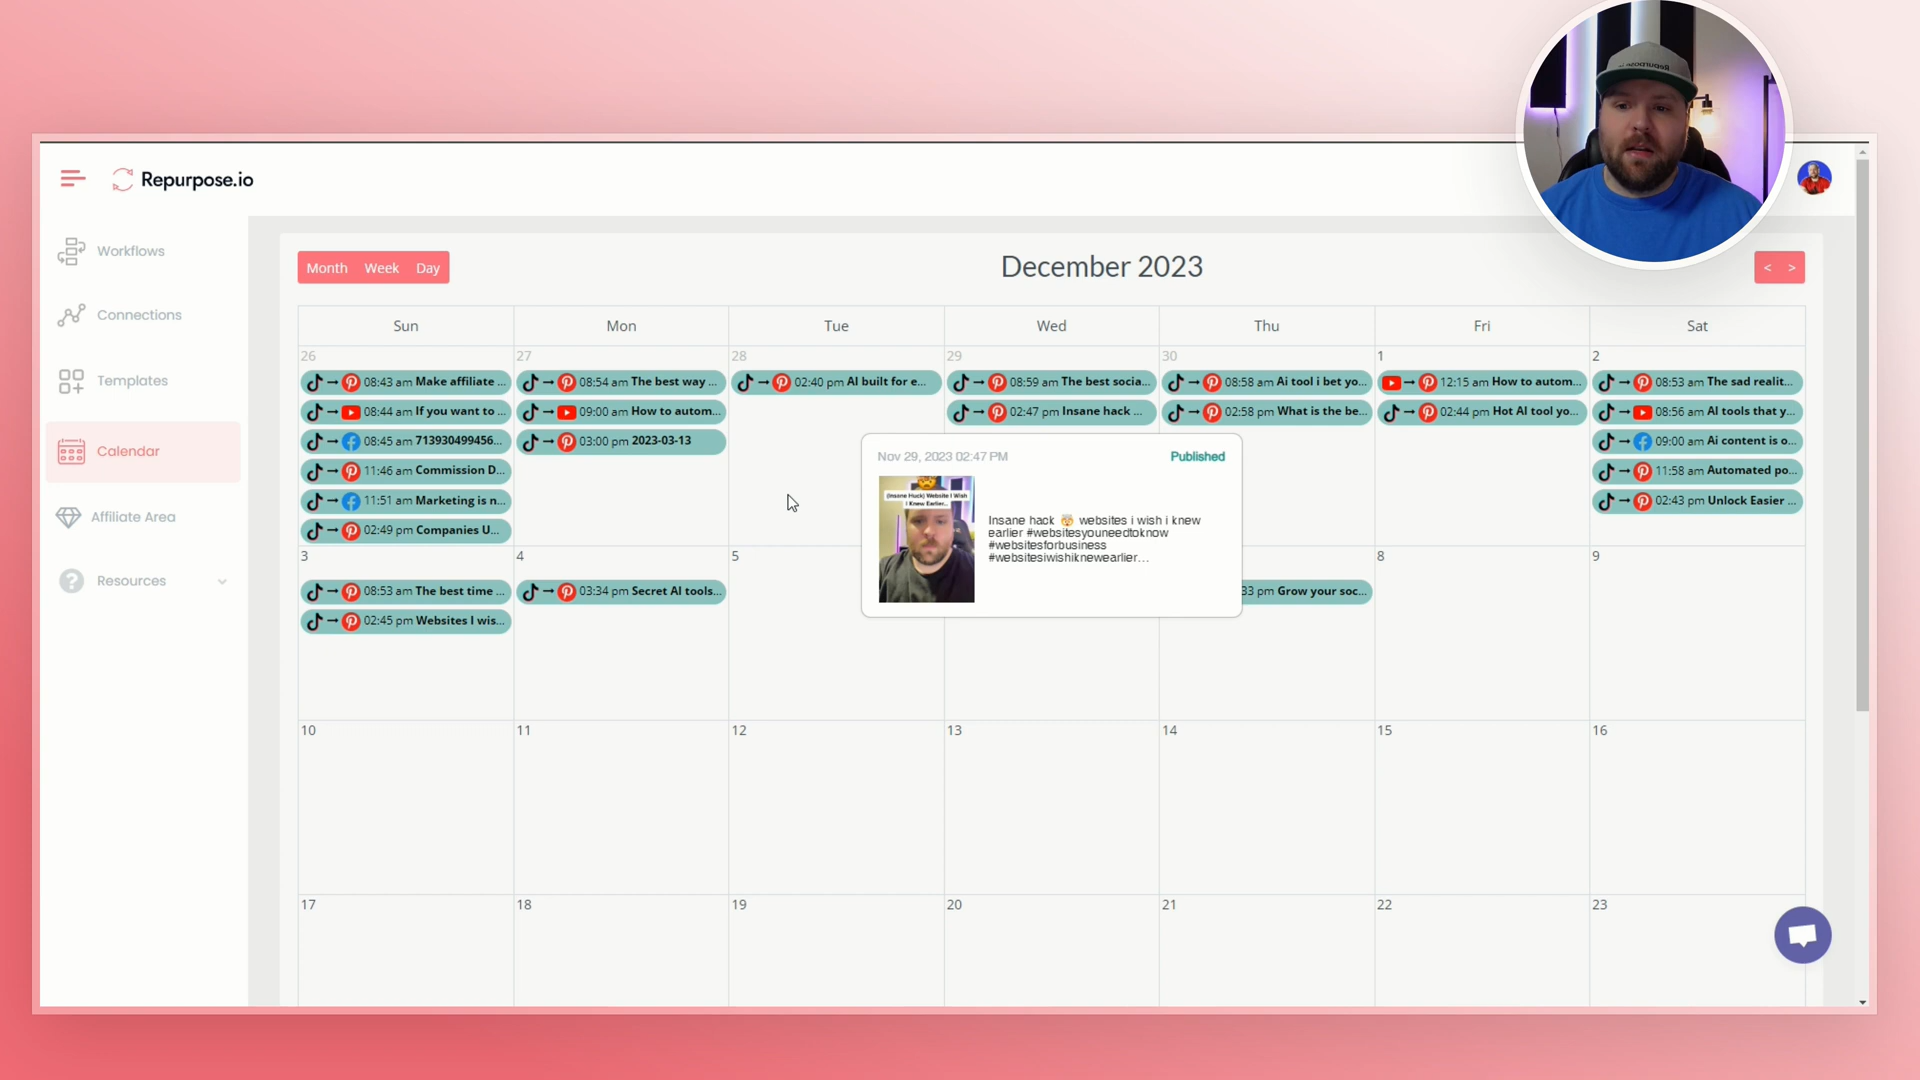 Repurpose.io
Workflows
Connections
Templates
Calendar
Affiliate Area
Resources
Month Week Day
December 2023
< >
Sun Mon Tue Wed Thu Fri Sat
26 27 28 29 30 1 2
08:43 am Make affiliate ...
08:44 am If you want to ...
08:45 am 713930499456...
11:46 am Commission D...
11:51 am Marketing is n...
02:49 pm Companies U...
08:54 am The best way ...
09:00 am How to autom...
03:00 pm 2023-03-13
02:40 pm AI built for e...
08:59 am The best socia...
02:47 pm Insane hack ...
08:58 am Ai tool i bet yo...
02:58 pm What is the be...
12:15 am How to autom...
02:44 pm Hot AI tool yo...
08:53 am The sad realit...
08:56 am AI tools that y...
09:00 am Ai content is o...
11:58 am Automated po...
02:43 pm Unlock Easier ...
Nov 29, 2023 02:47 PM
Published
(Insane Hack) Website I Wish
I Knew Earlier...
Insane hack 🤯 websites i wish i knew
earlier #websitesyouneedtoknow
#websitesforbusiness
#websitesiwishiknewearlier...
3 4 5 8 9
08:53 am The best time ...
02:45 pm Websites I wis...
03:34 pm Secret AI tools...
33 pm Grow your soc...
10 11 12 13 14 15 16
17 18 19 20 21 22 23